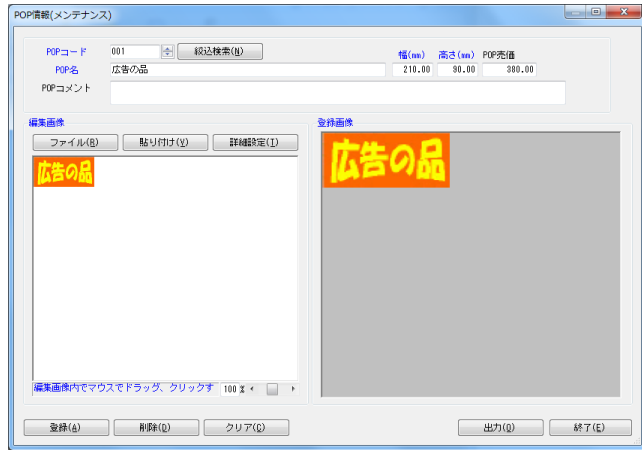 POP情報(メンテナンス)
POPコード 001 絞込検索(N)
幅(mm) 高さ(mm) POP売価
POP名 広告の品 210.00 90.00 380.00
POPコメント
編集画像 登録画像
ファイル(R) 貼り付け(V) 詳細設定(I)
広告の品
広告の品
編集画像内でマウスでドラッグ、クリックす 100 %
登録(A) 削除(D) クリア(C) 出力(O) 終了(E)